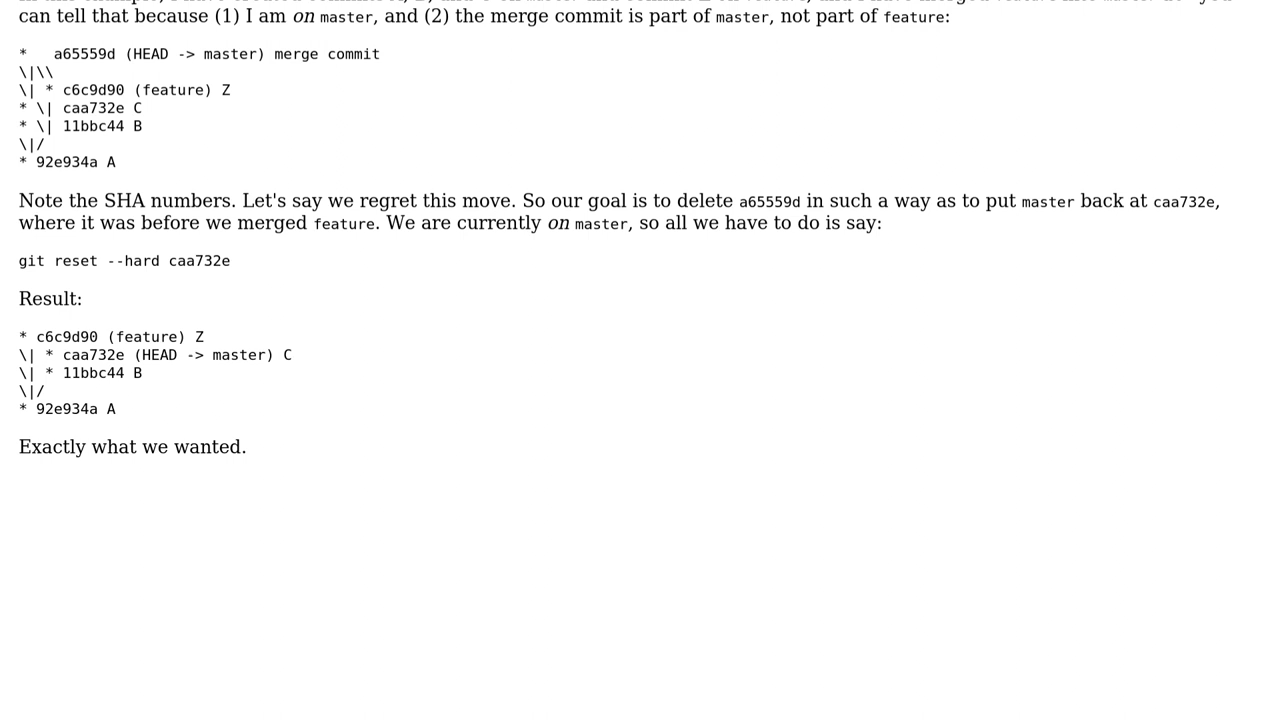 can tell that because (1) I am on master, and (2) the merge commit is part of master, not part of feature:
*   a65559d (HEAD -> master) merge commit
\|\\
\| * c6c9d90 (feature) Z
* \| caa732e C
* \| 11bbc44 B
\|/
* 92e934a A
Note the SHA numbers. Let's say we regret this move. So our goal is to delete a65559d in such a way as to put master back at caa732e,
where it was before we merged feature. We are currently on master, so all we have to do is say:
git reset --hard caa732e
Result:
* c6c9d90 (feature) Z
\| * caa732e (HEAD -> master) C
\| * 11bbc44 B
\|/
* 92e934a A
Exactly what we wanted.